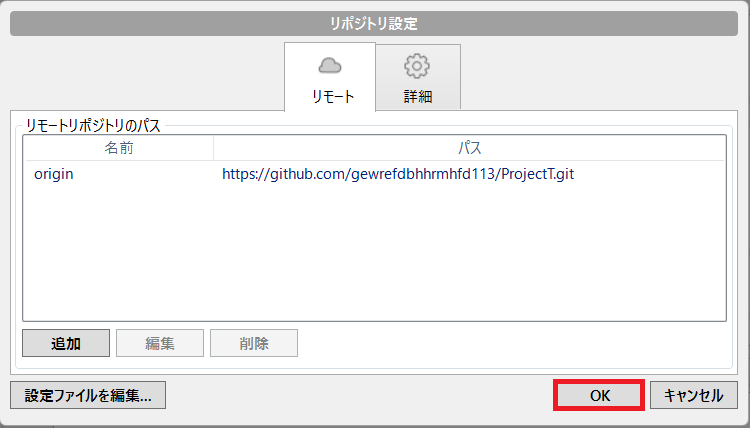 リポジトリ設定
リモート
詳細
リモートリポジトリのパス
名前
パス
origin
https://github.com/gewrefdbhhrmhfd113/ProjectT.git
追加
編集
削除
設定ファイルを編集...
OK
キャンセル